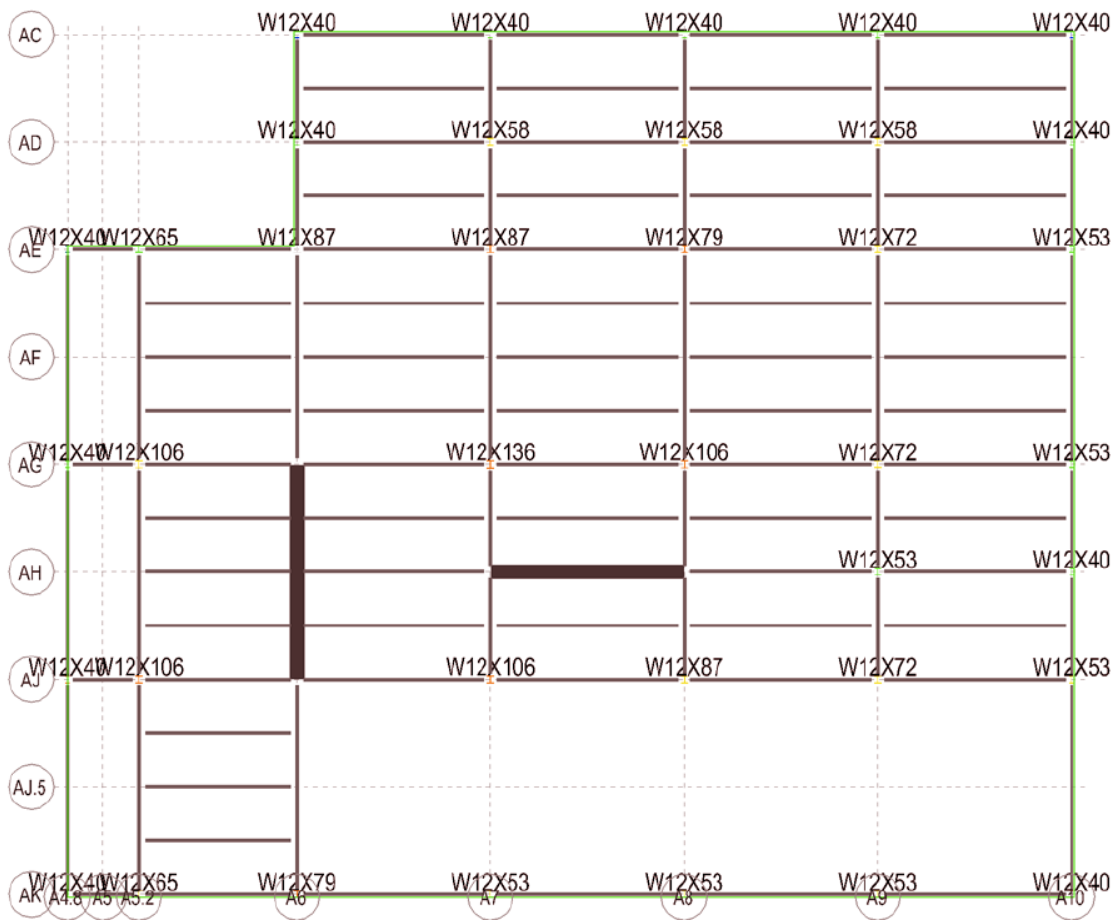 W12X40 W12X40 W12X40 W12X40 W12X40
AC
W12X40 W12X58 W12X58 W12X58 W12X40
AD
W12X40 W12X65 W12X87 W12X87 W12X79 W12X72 W12X53
AE
AF
W12X40 W12X106 W12X136 W12X106 W12X72 W12X53
AG
W12X53 W12X40
AH
W12X40 W12X106 W12X106 W12X87 W12X72 W12X53
AJ
AJ.5
W12X40 W12X65 W12X79 W12X53 W12X53 W12X53 W12X40
AK A4.8 A5 A5.2 A6 A7 A8 A9 A10